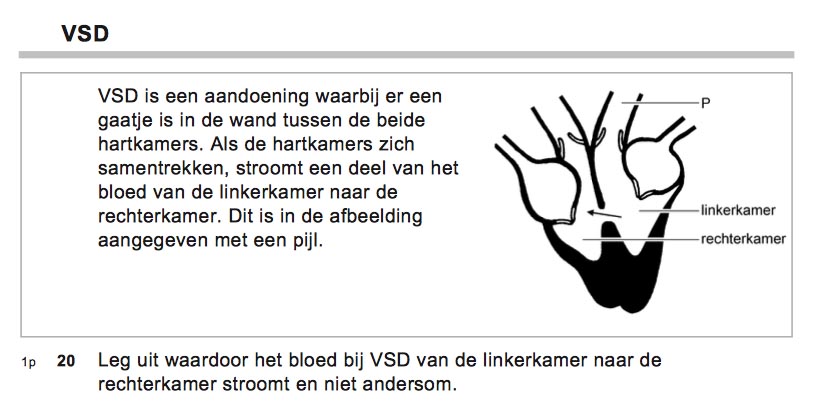 VSD
VSD is een aandoening waarbij er een
gaatje is in de wand tussen de beide
hartkamers. Als de hartkamers zich
samentrekken, stroomt een deel van het
bloed van de linkerkamer naar de
rechterkamer. Dit is in de afbeelding
aangegeven met een pijl.
P
linkerkamer
rechterkamer
1p 20 Leg uit waardoor het bloed bij VSD van de linkerkamer naar de
rechterkamer stroomt en niet andersom.